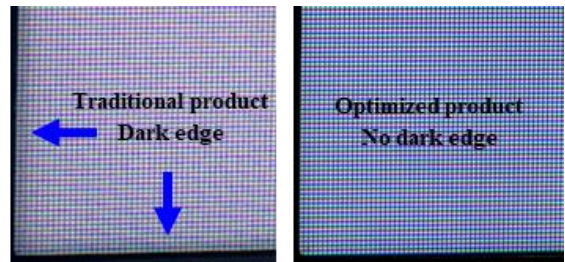 Traditional product
Dark edge
Optimized product
No dark edge